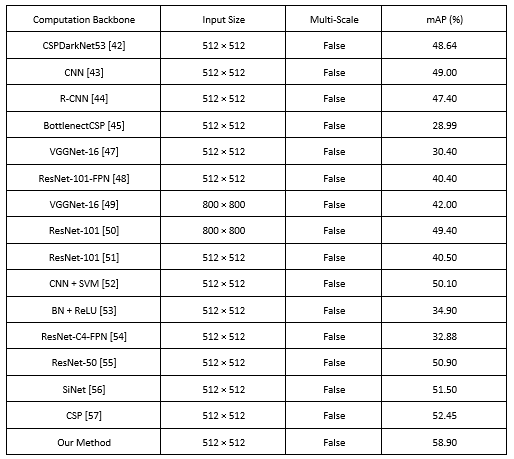 Computation Backbone Input Size Multi-Scale mAP (%)
CSPDarkNet53 [42] 512 × 512 False 48.64
CNN [43] 512 × 512 False 49.00
R-CNN [44] 512 × 512 False 47.40
BottlenectCSP [45] 512 × 512 False 28.99
VGGNet-16 [47] 512 × 512 False 30.40
ResNet-101-FPN [48] 512 × 512 False 40.40
VGGNet-16 [49] 800 × 800 False 42.00
ResNet-101 [50] 800 × 800 False 49.40
ResNet-101 [51] 512 × 512 False 40.50
CNN + SVM [52] 512 × 512 False 50.10
BN + ReLU [53] 512 × 512 False 34.90
ResNet-C4-FPN [54] 512 × 512 False 32.88
ResNet-50 [55] 512 × 512 False 50.90
SiNet [56] 512 × 512 False 51.50
CSP [57] 512 × 512 False 52.45
Our Method 512 × 512 False 58.90